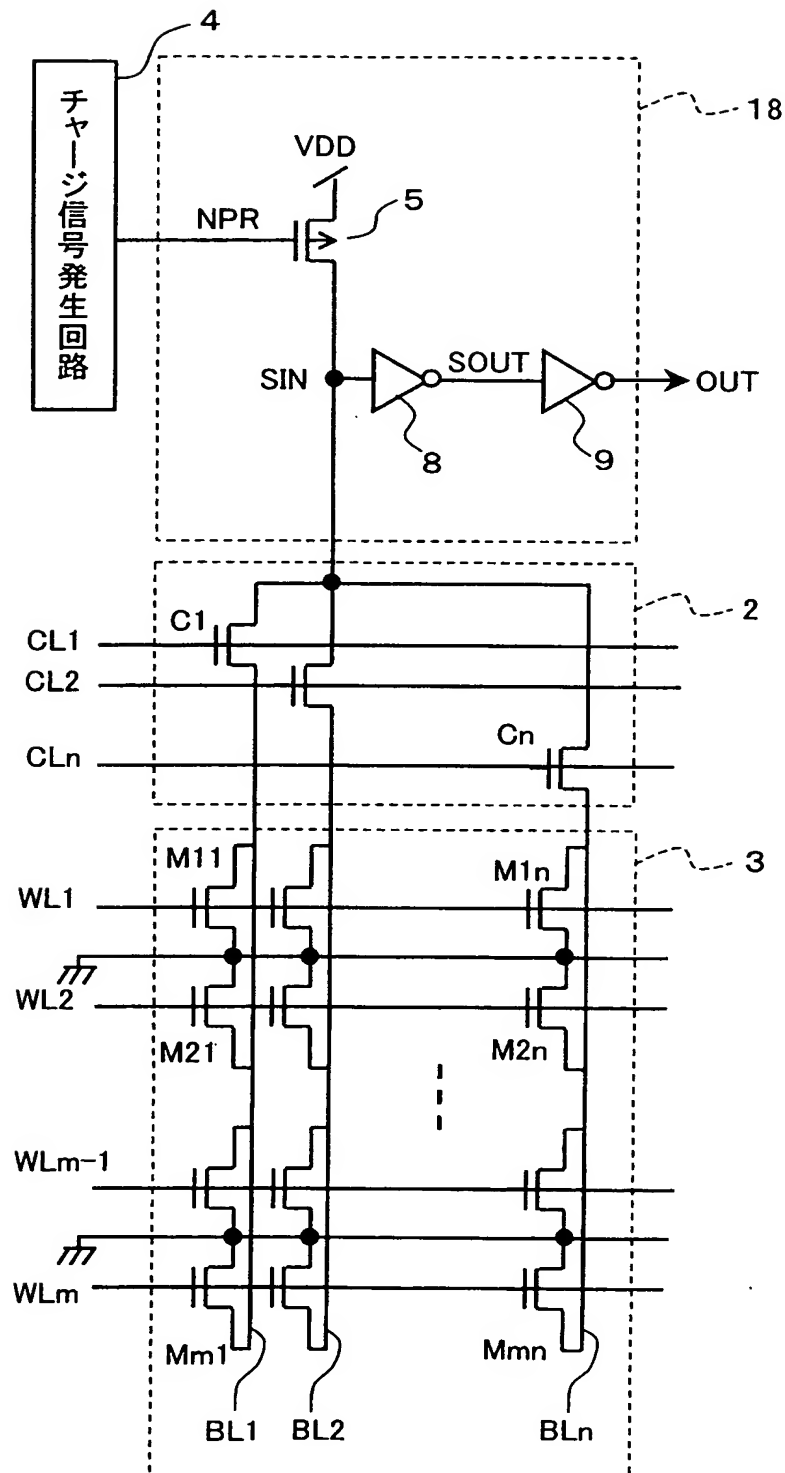 4
チャージ信号発生回路
18
VDD
NPR
5
SIN
SOUT
OUT
8
9
C1
2
CL1
CL2
Cn
CLn
M11
M1n
3
WL1
WL2
M21
M2n
WLm-1
WLm
Mm1
Mmn
BL1
BL2
BLn